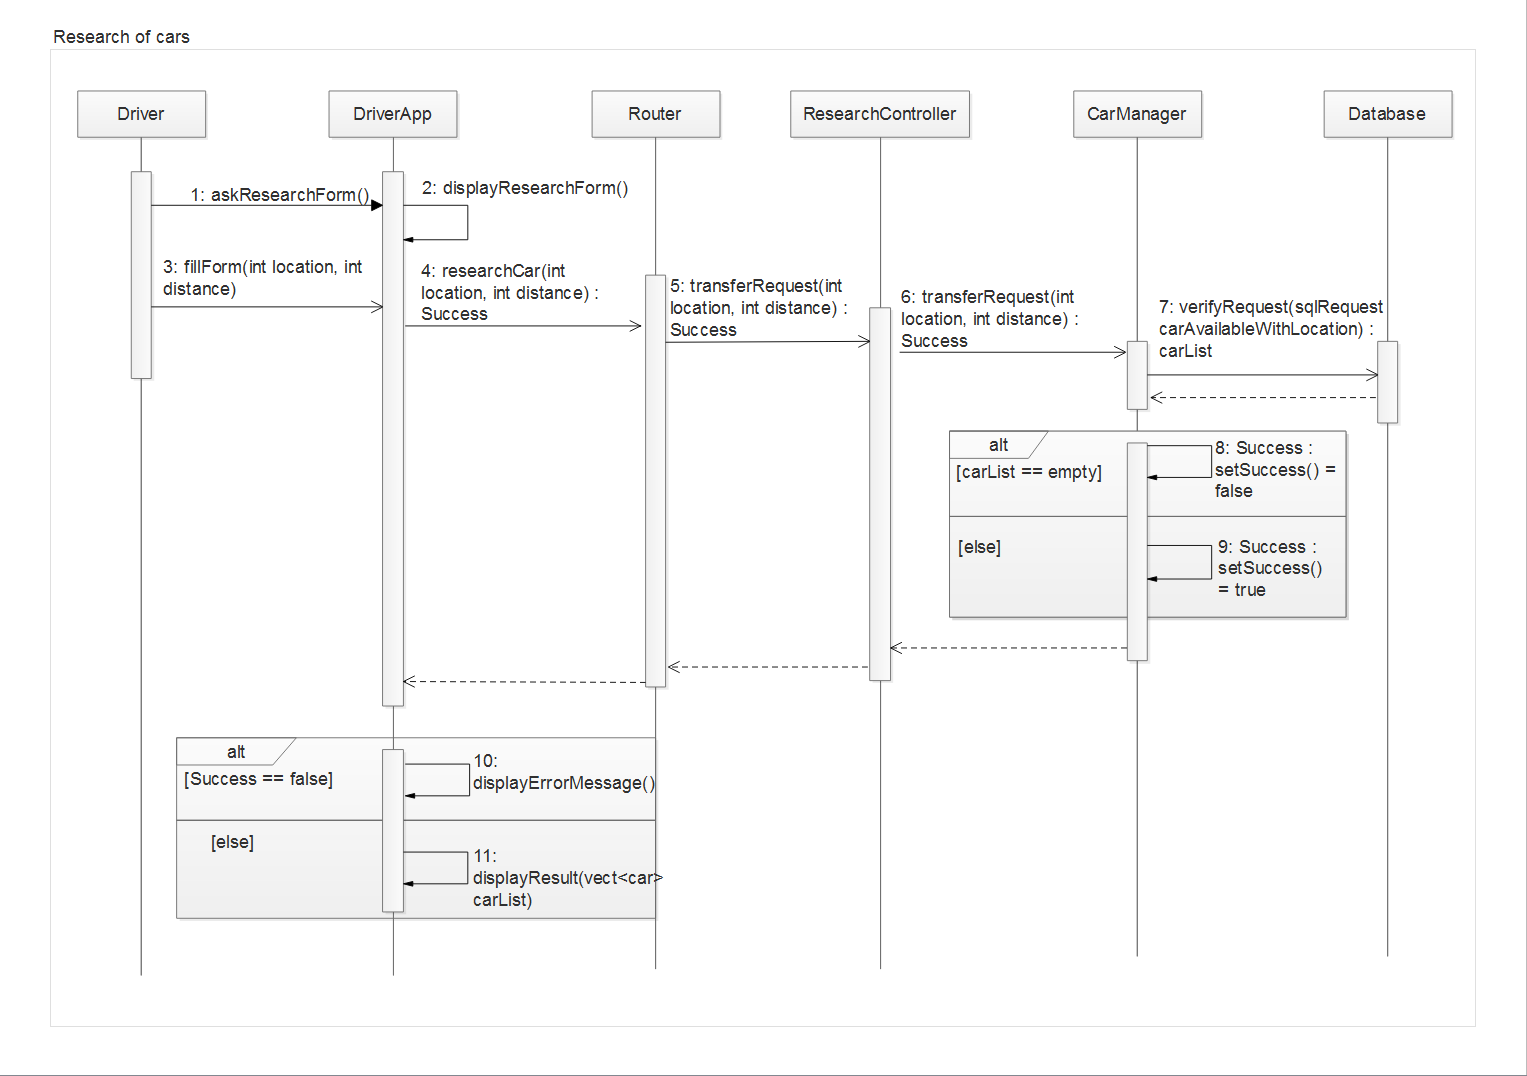 Research of cars
Driver
DriverApp
Router
ResearchController
CarManager
Database
1: askResearchForm()
2: displayResearchForm()
3: fillForm(int location, int
distance)
4: researchCar(int
location, int distance) :
Success
5: transferRequest(int
location, int distance) :
Success
6: transferRequest(int
location, int distance) :
Success
7: verifyRequest(sqlRequest
carAvailableWithLocation) :
carList
alt
[carList == empty]
8: Success :
setSuccess() =
false
[else]
9: Success :
setSuccess()
= true
alt
[Success == false]
10:
displayErrorMessage()
[else]
11:
displayResult(vect<car>
carList)